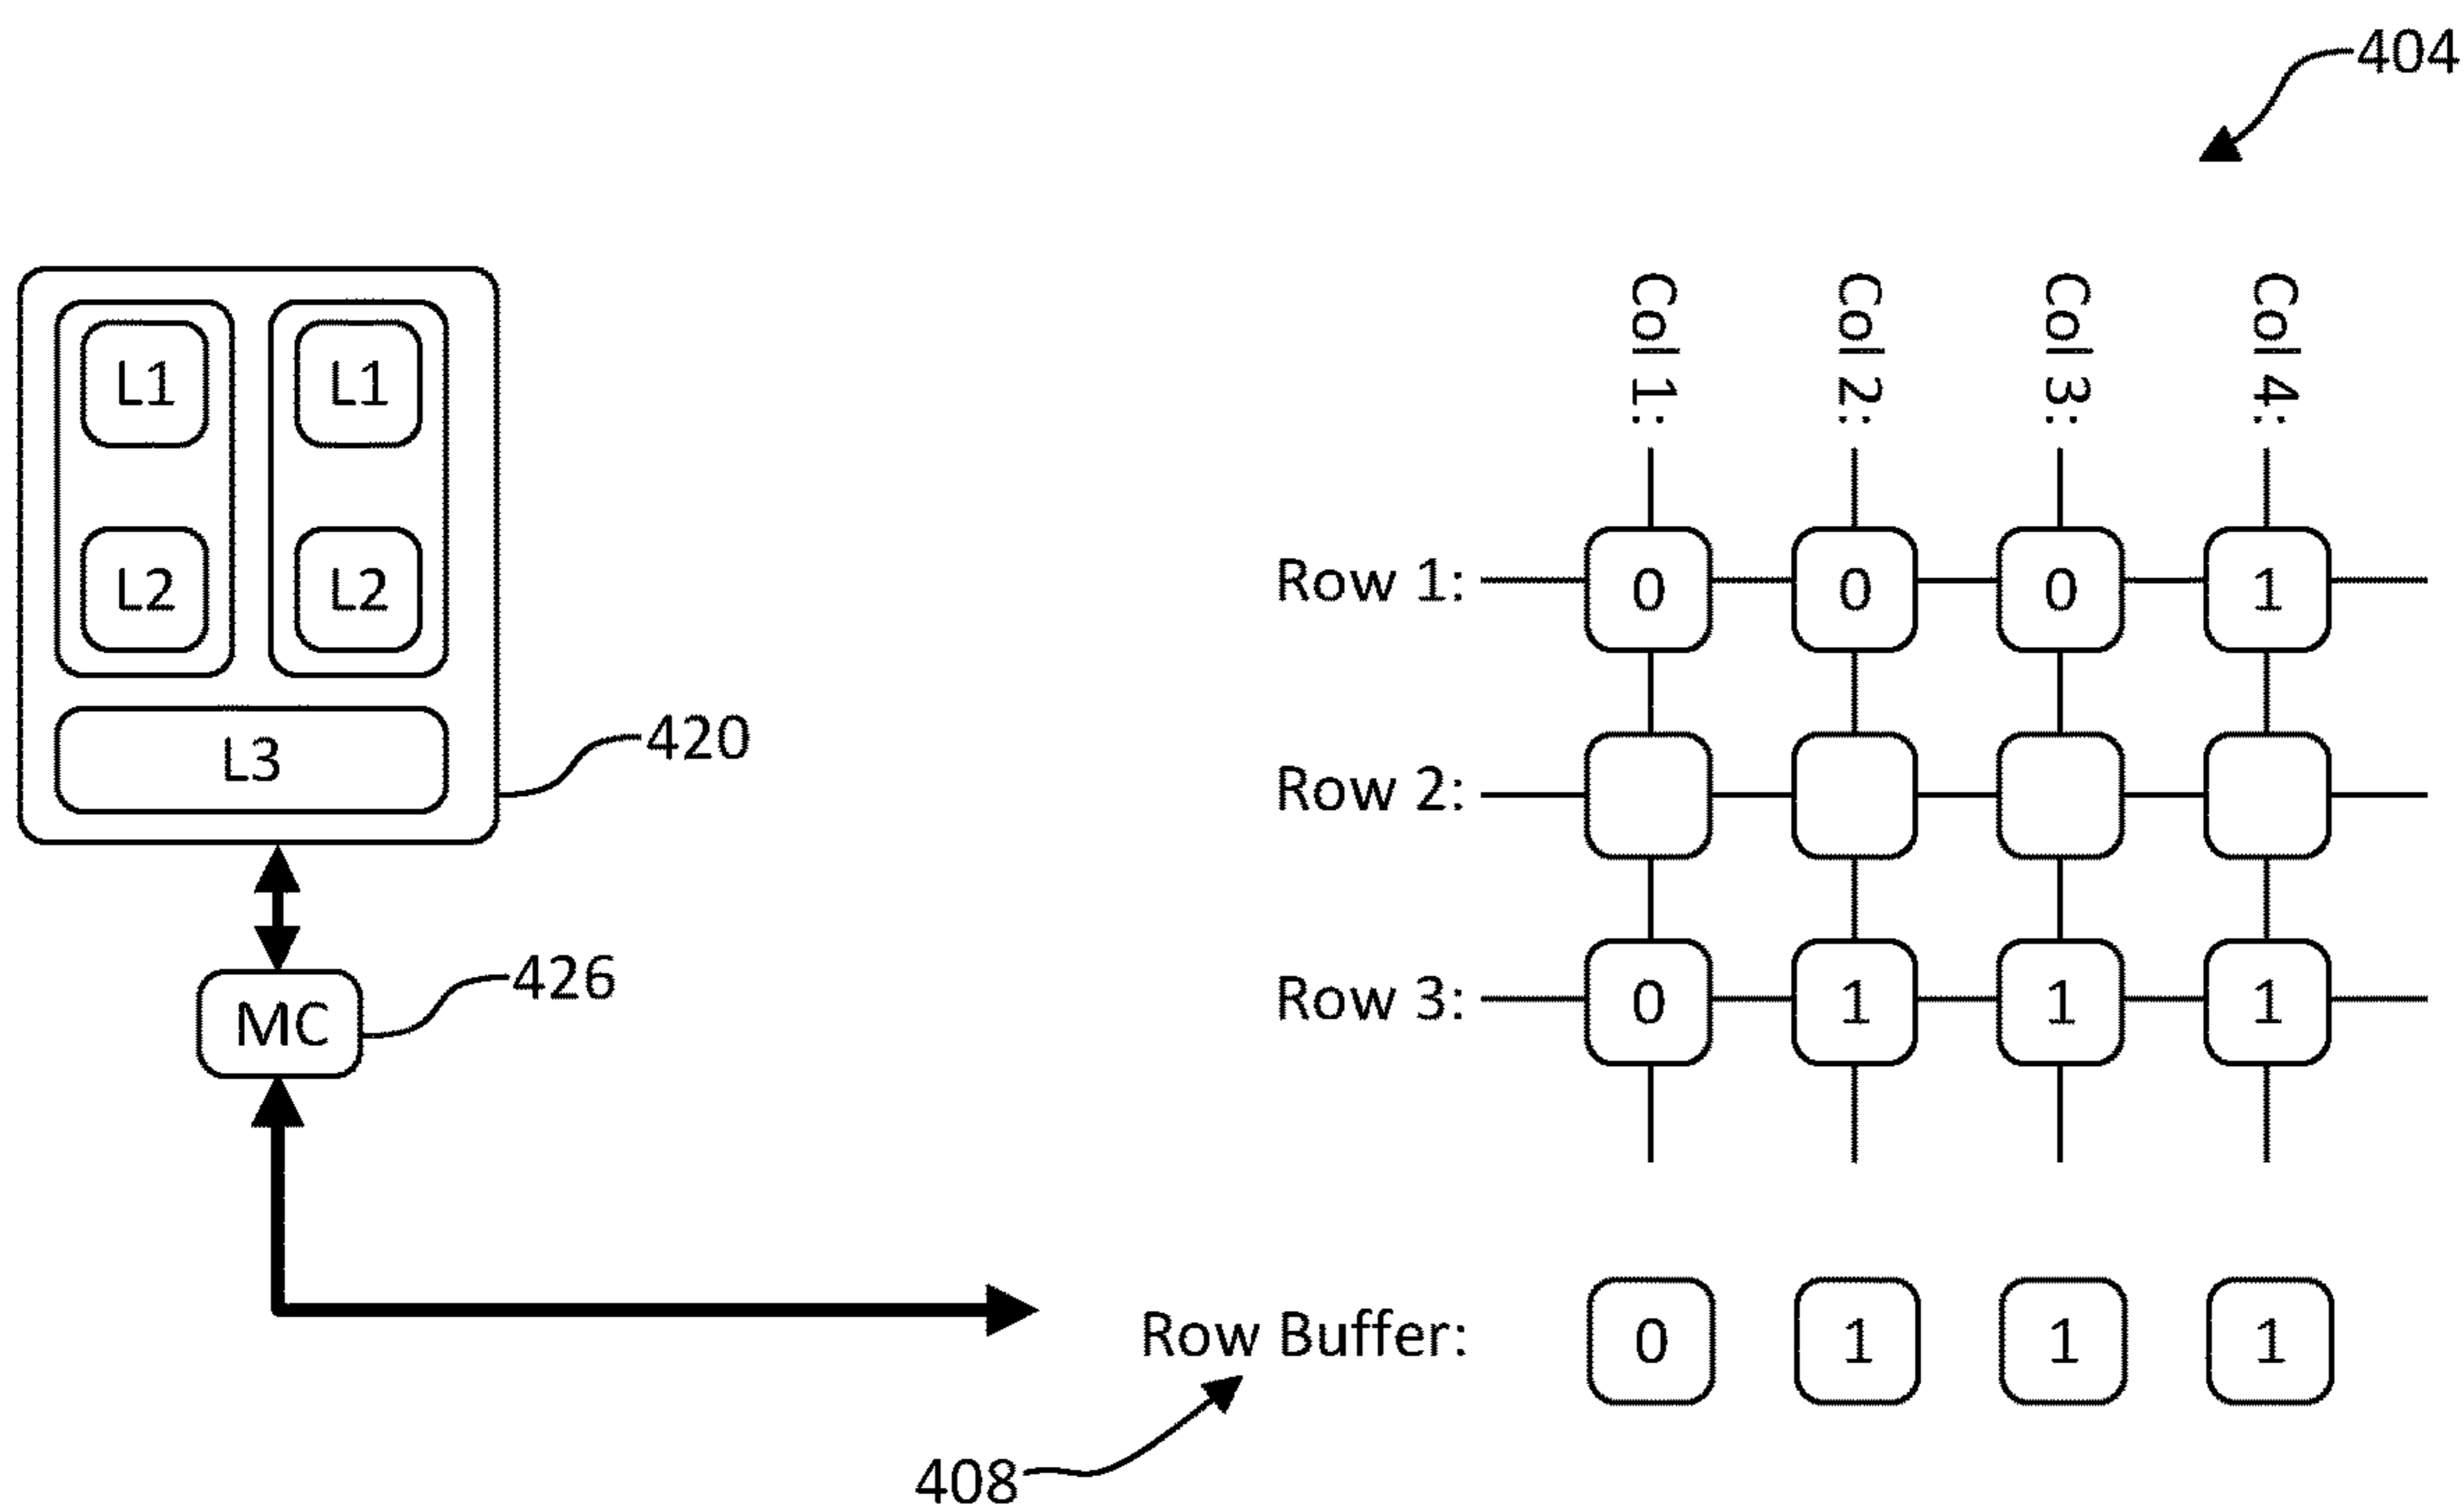 404
Col 1:
Col 2:
Col 3:
Col 4:
L1 L1
L2 L2
L3
420
MC
426
Row 1: 0 0 0 1
Row 2:
Row 3: 0 1 1 1
Row Buffer: 0 1 1 1
408